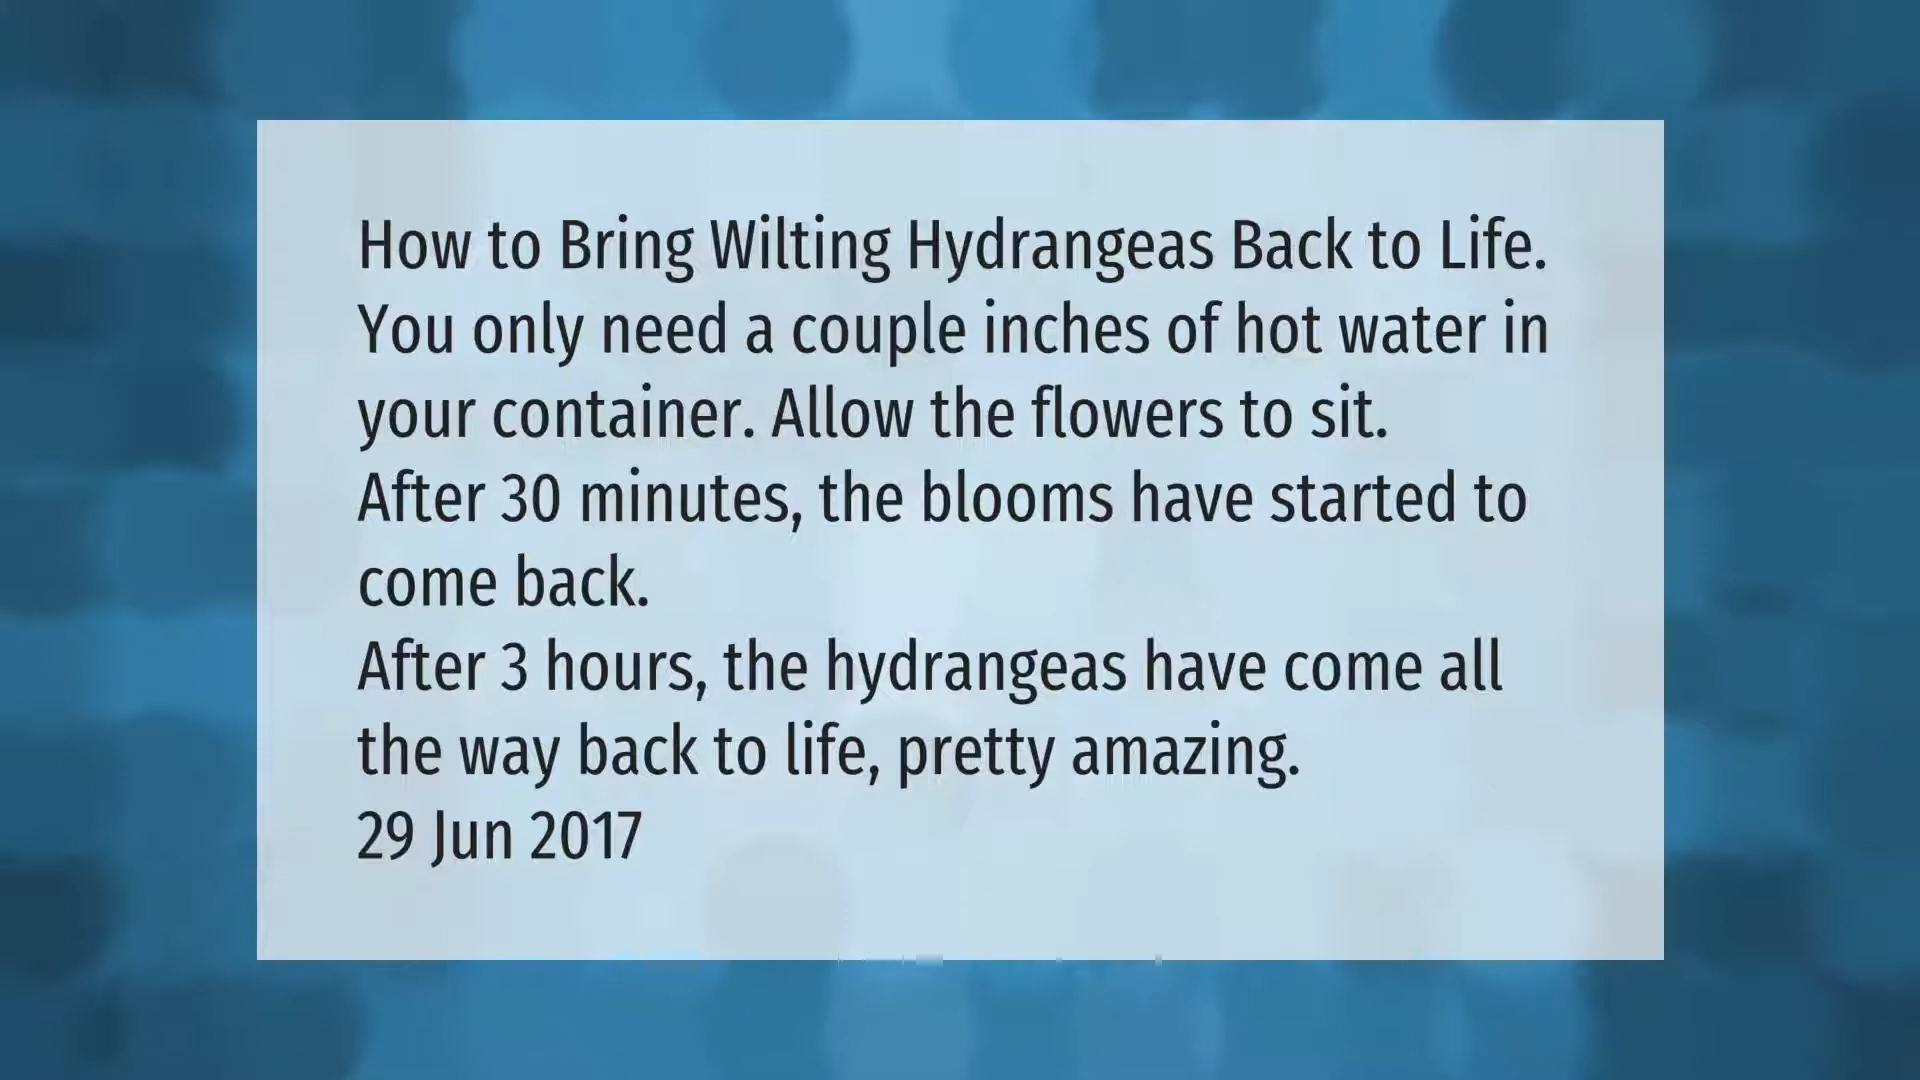 How to Bring Wilting Hydrangeas Back to Life.
You only need a couple inches of hot water in
your container. Allow the flowers to sit.
After 30 minutes, the blooms have started to
come back.
After 3 hours, the hydrangeas have come all
the way back to life, pretty amazing.
29 Jun 2017